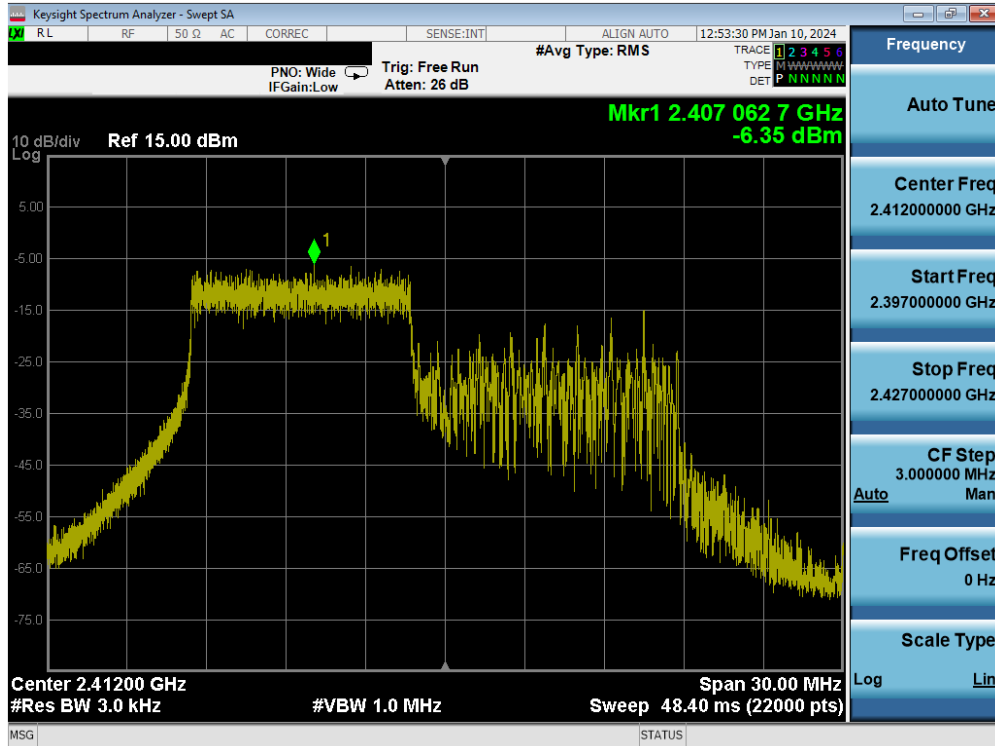 Keysight Spectrum Analyzer - Swept SA
LXI RL RF 50 Ω AC CORREC SENSE:INT ALIGN AUTO 12:53:30 PM Jan 10, 2024
#Avg Type: RMS
TRACE 1 2 3 4 5 6
TYPE M WWWWW
DET P N N N N N
PNO: Wide
IFGain:Low
Trig: Free Run
Atten: 26 dB
Mkr1 2.407 062 7 GHz
-6.35 dBm
10 dB/div
Log
Ref 15.00 dBm
5.00
-5.00
-15.0
-25.0
-35.0
-45.0
-55.0
-65.0
-75.0
1
Center 2.41200 GHz
Span 30.00 MHz
#Res BW 3.0 kHz
#VBW 1.0 MHz
Sweep 48.40 ms (22000 pts)
MSG
STATUS
Frequency
Auto Tune
Center Freq
2.412000000 GHz
Start Freq
2.397000000 GHz
Stop Freq
2.427000000 GHz
CF Step
3.000000 MHz
Auto Man
Freq Offset
0 Hz
Scale Type
Log Lin